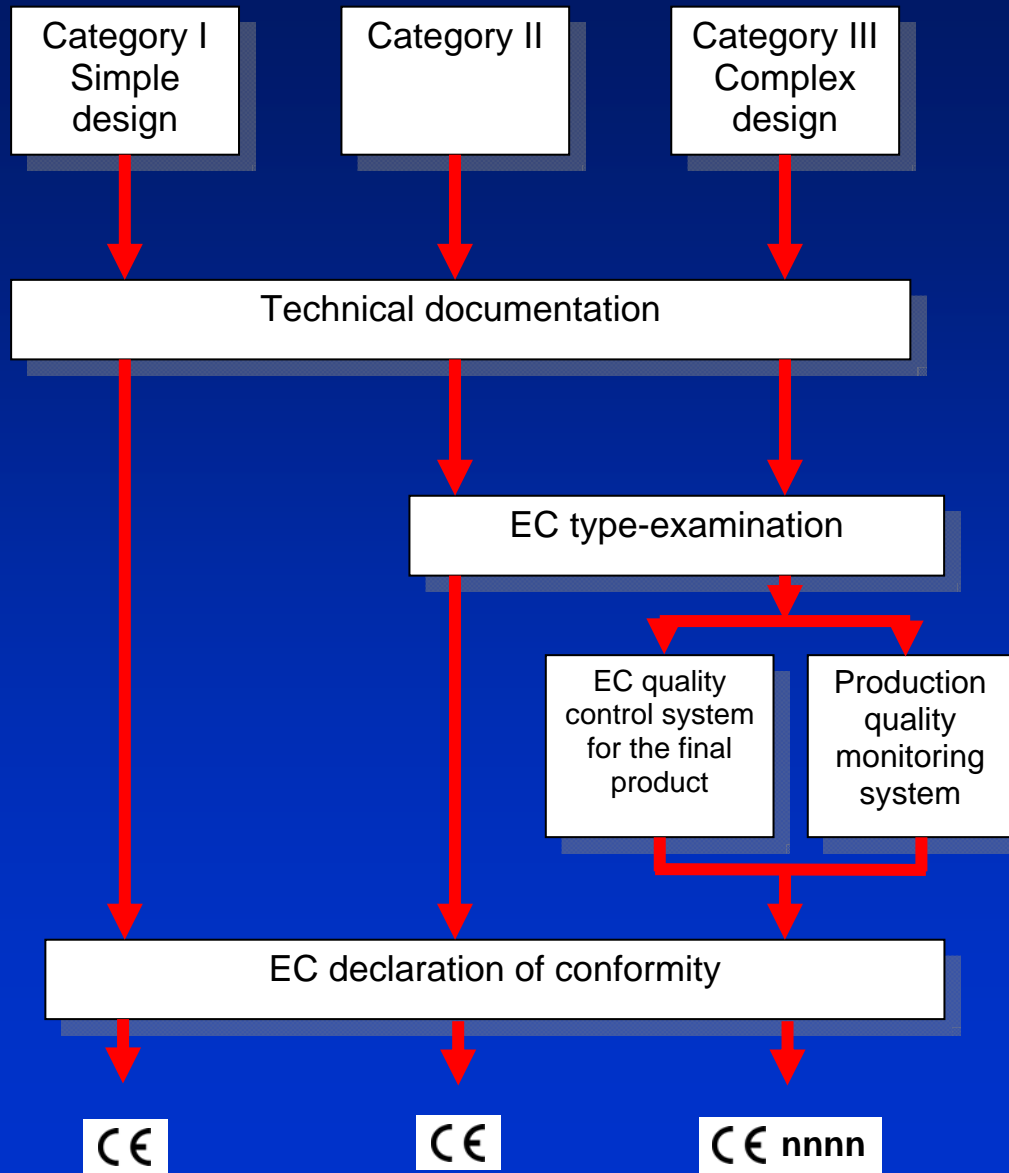 Category I
Simple
design
Category II
Category III
Complex
design
Technical documentation
EC type-examination
EC quality
control system
for the final
product
Production
quality
monitoring
system
EC declaration of conformity
CE
CE
CE nnnn